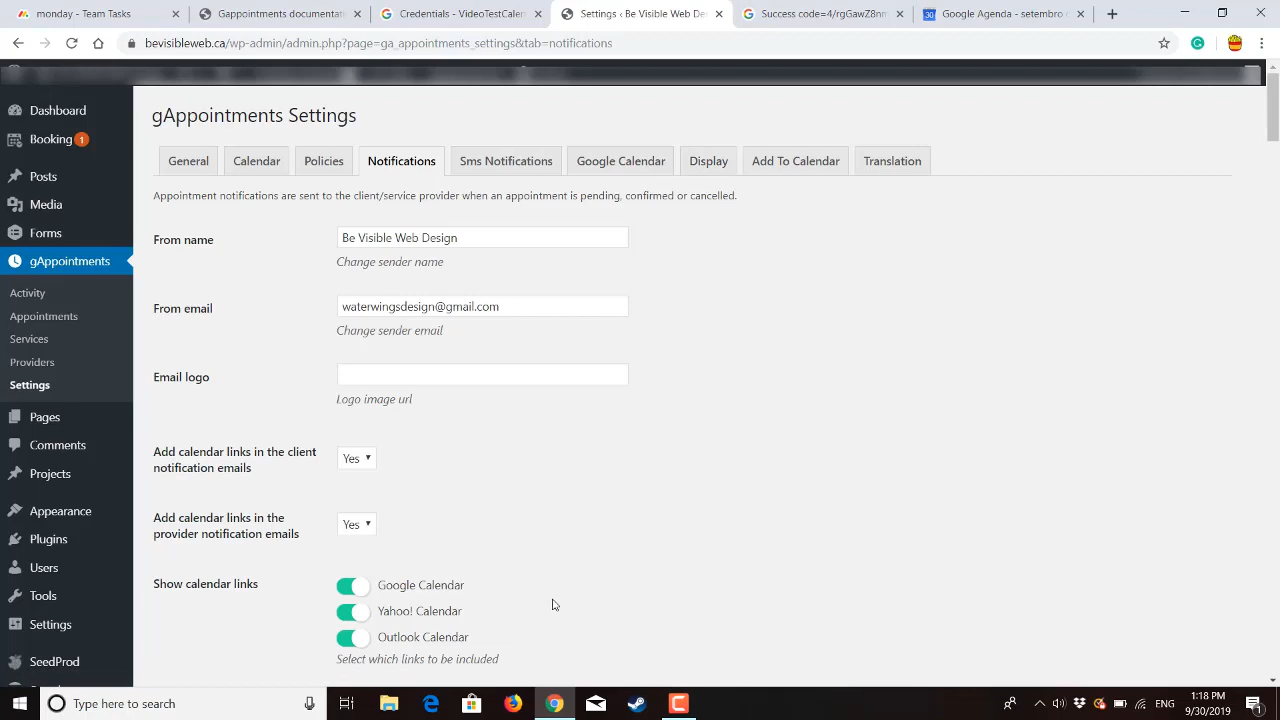 monday - Team Tasks
Gappointments documentat
Credentials - VideoTestCalen
Settings ‹ Be Visible Web De
Success code=4/rgGawZ8nm
Google Agenda - setembro d
bevisibleweb.ca/wp-admin/admin.php?page=ga_appointments_settings&tab=notifications
Dashboard
Booking 1
Posts
Media
Forms
gAppointments
Activity
Appointments
Services
Providers
Settings
Pages
Comments
Projects
Appearance
Plugins
Users
Tools
Settings
SeedProd
gAppointments Settings
General
Calendar
Policies
Notifications
Sms Notifications
Google Calendar
Display
Add To Calendar
Translation
Appointment notifications are sent to the client/service provider when an appointment is pending, confirmed or cancelled.
From name
Be Visible Web Design
Change sender name
From email
waterwingsdesign@gmail.com
Change sender email
Email logo
Logo image url
Add calendar links in the client
notification emails
Yes
Add calendar links in the
provider notification emails
Yes
Show calendar links
Google Calendar
Yahoo! Calendar
Outlook Calendar
Select which links to be included
Type here to search
ENG
1:18 PM
9/30/2019
1